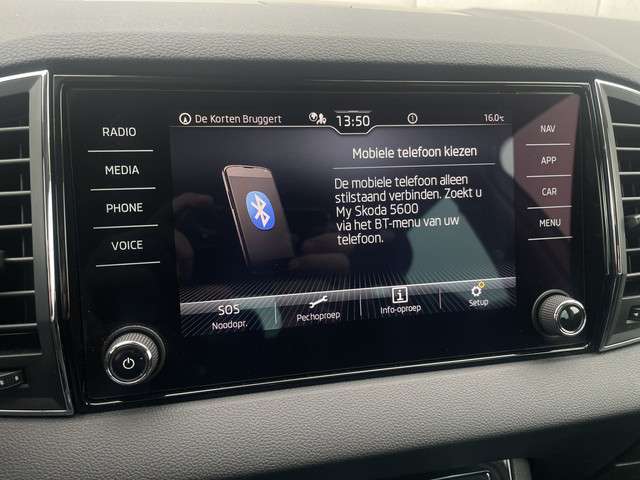 De Korten Bruggert 13:50 1 16.0°C
RADIO
MEDIA
PHONE
VOICE
Mobiele telefoon kiezen
De mobiele telefoon alleen
stilstaand verbinden. Zoekt u
My Skoda 5600
via het BT-menu van uw
telefoon.
SOS
Noodopr.
Pechoproep
Info-oproep
Setup
NAV
APP
CAR
MENU